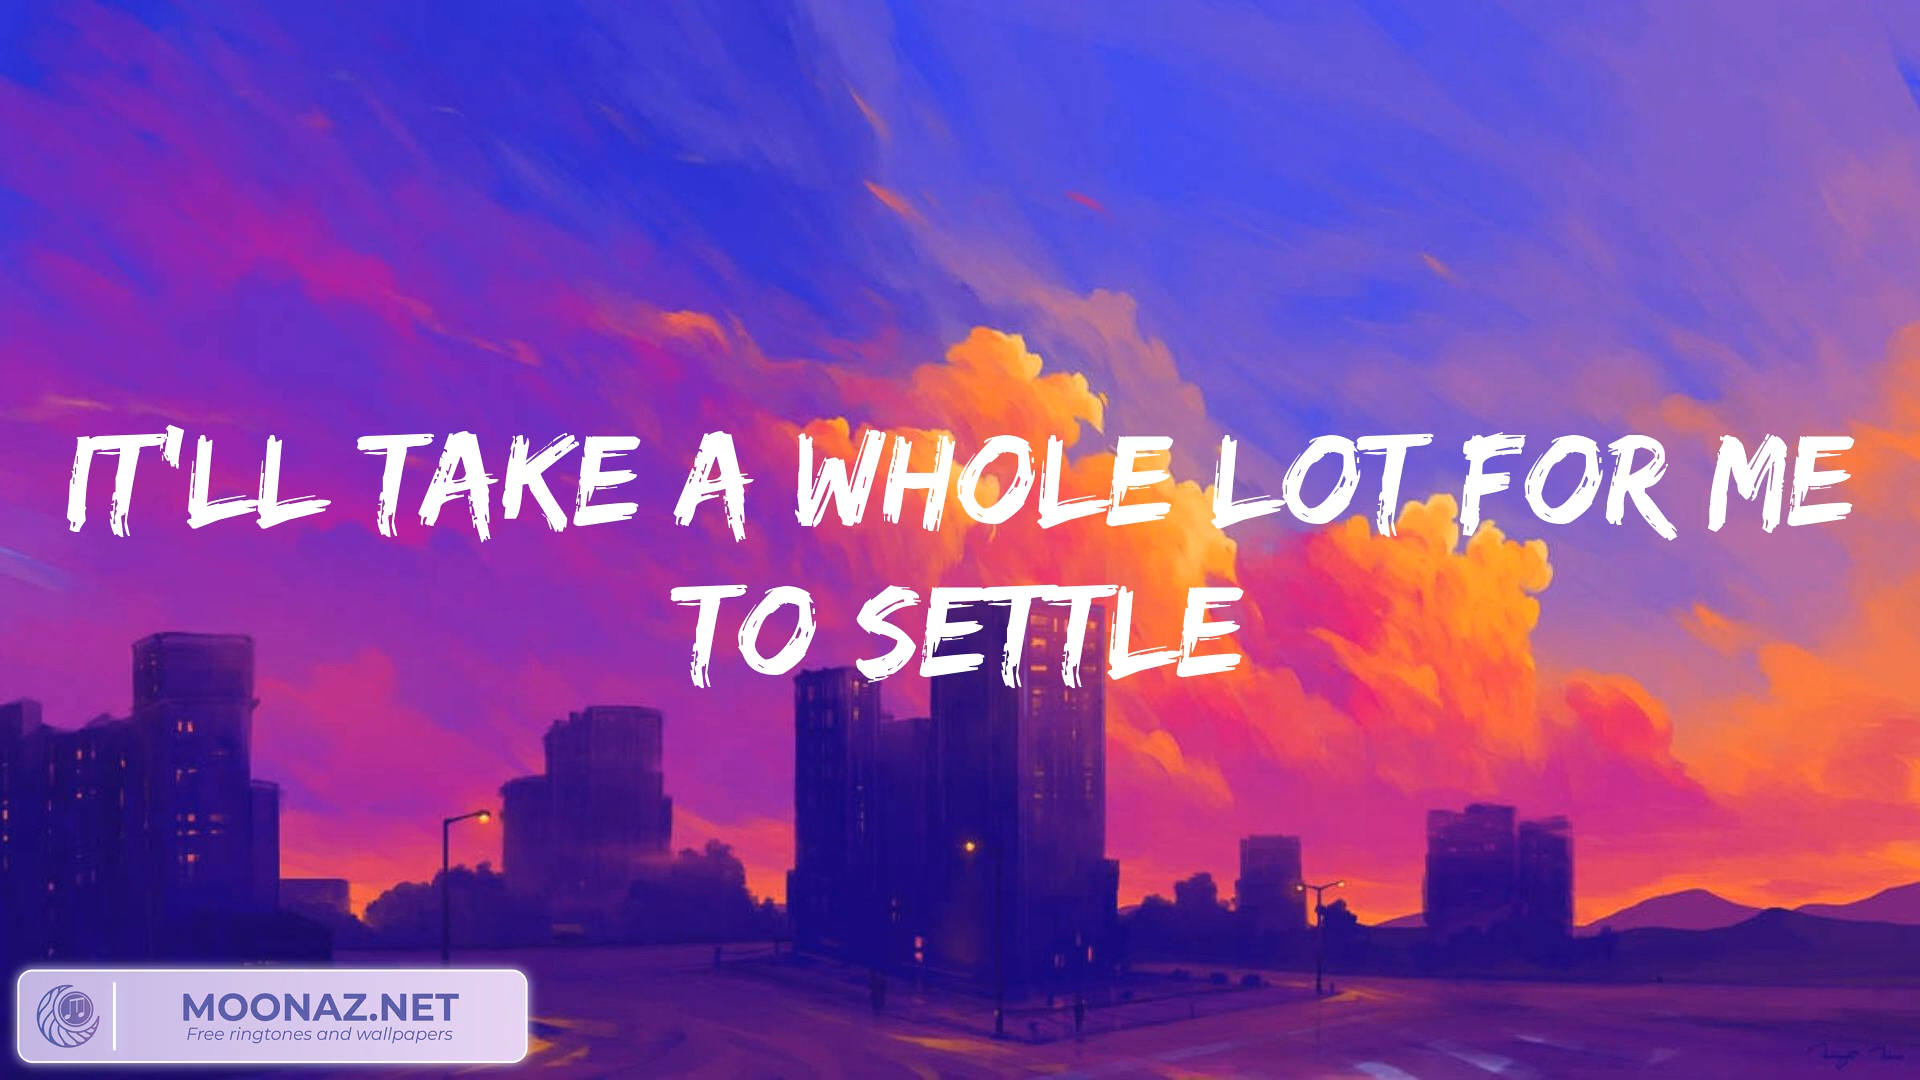 IT'LL TAKE A WHOLE LOT FOR ME
TO SETTLE
MOONAZ.NET
Free ringtones and wallpapers